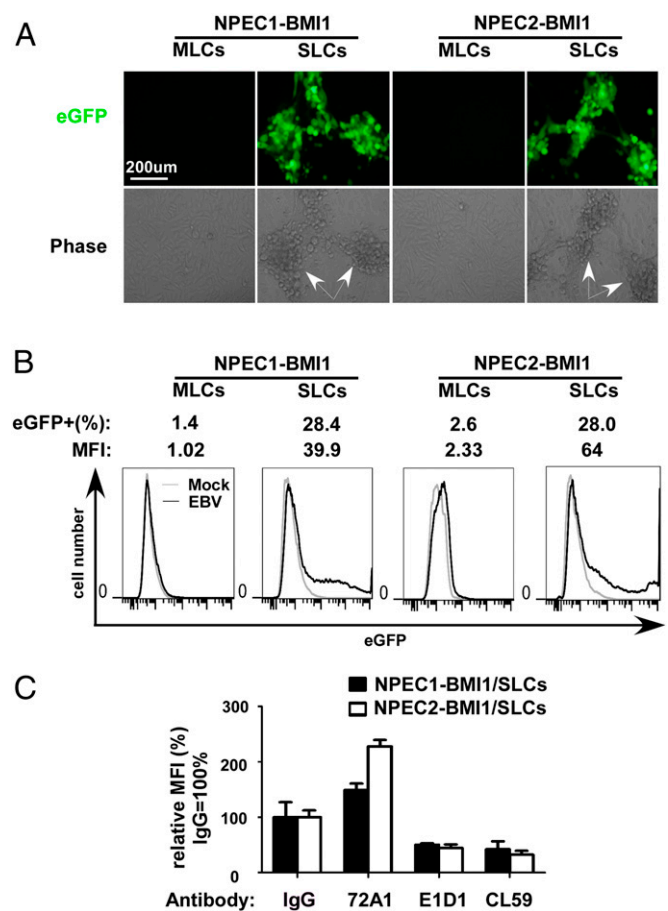 A
NPEC1-BMI1 NPEC2-BMI1
MLCs SLCs MLCs SLCs
eGFP
200um
Phase
B
NPEC1-BMI1 NPEC2-BMI1
MLCs SLCs MLCs SLCs
eGFP+(%): 1.4 28.4 2.6 28.0
MFI: 1.02 39.9 2.33 64
Mock
EBV
cell number
0 0 0 0
eGFP
C
NPEC1-BMI1/SLCs
NPEC2-BMI1/SLCs
relative MFI (%)
IgG=100%
300
200
100
0
Antibody: IgG 72A1 E1D1 CL59